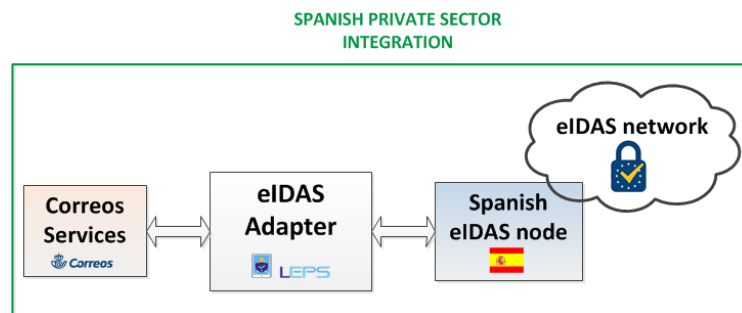 SPANISH PRIVATE SECTOR
INTEGRATION
eIDAS network
Correos
Services
Correos
eIDAS
Adapter
LEPS
Spanish
eIDAS node